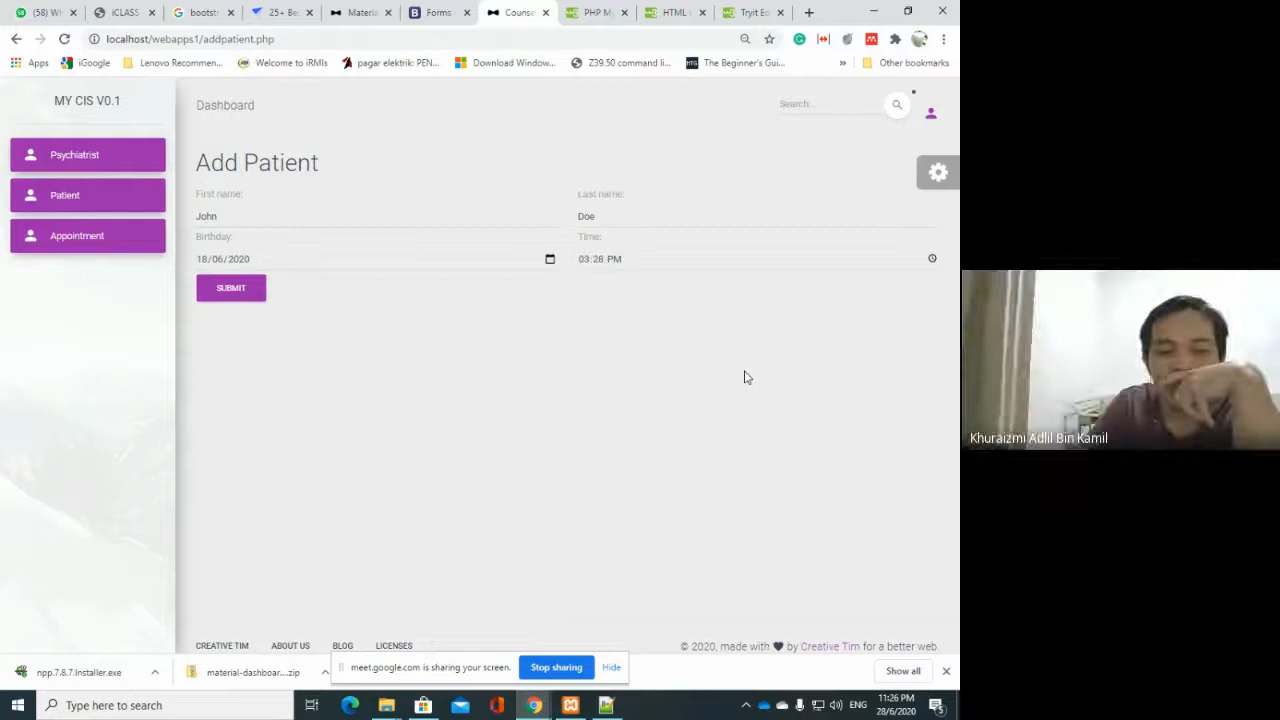 (58) Wh
iCLASS
bootstr
25+ Be
Material
Forms
Counse
PHP My
HTML I
Tryit Ed
localhost/webapps1/addpatient.php
Apps
iGoogle
Lenovo Recommen...
Welcome to iRMIs
pagar elektrik: PEN...
Download Window...
Z39.50 command li...
The Beginner's Gui...
»
Other bookmarks
MY CIS V0.1
Dashboard
Search...
Psychiatrist
Patient
Appointment
Add Patient
First name:
Last name:
John
Doe
Birthday:
Time:
18/06/2020
03:28 PM
SUBMIT
Khuraizmi Adlil Bin Kamil
CREATIVE TIM
ABOUT US
BLOG
LICENSES
© 2020, made with ♥ by Creative Tim for a better web.
npp.7.8.7.Installer.exe
material-dashboar....zip
meet.google.com is sharing your screen.
Stop sharing
Hide
Show all
Type here to search
ENG
11:26 PM
28/6/2020
5